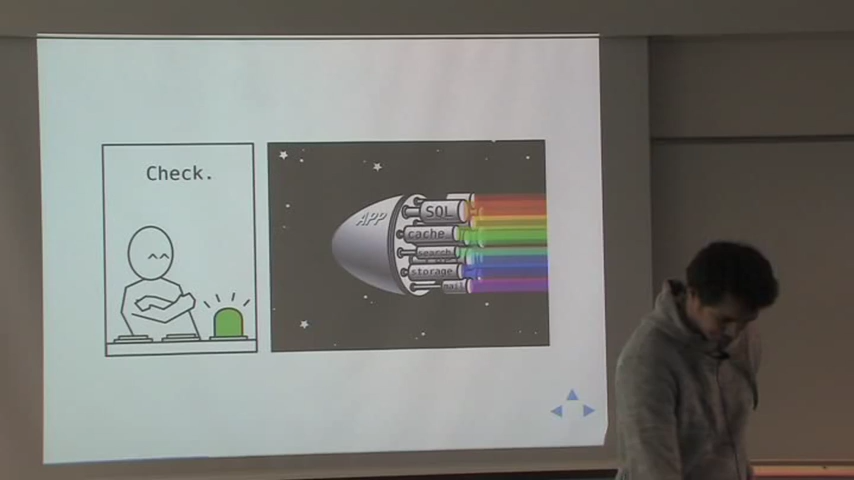 Check.
APP
SQL
cache
search
storage
mail